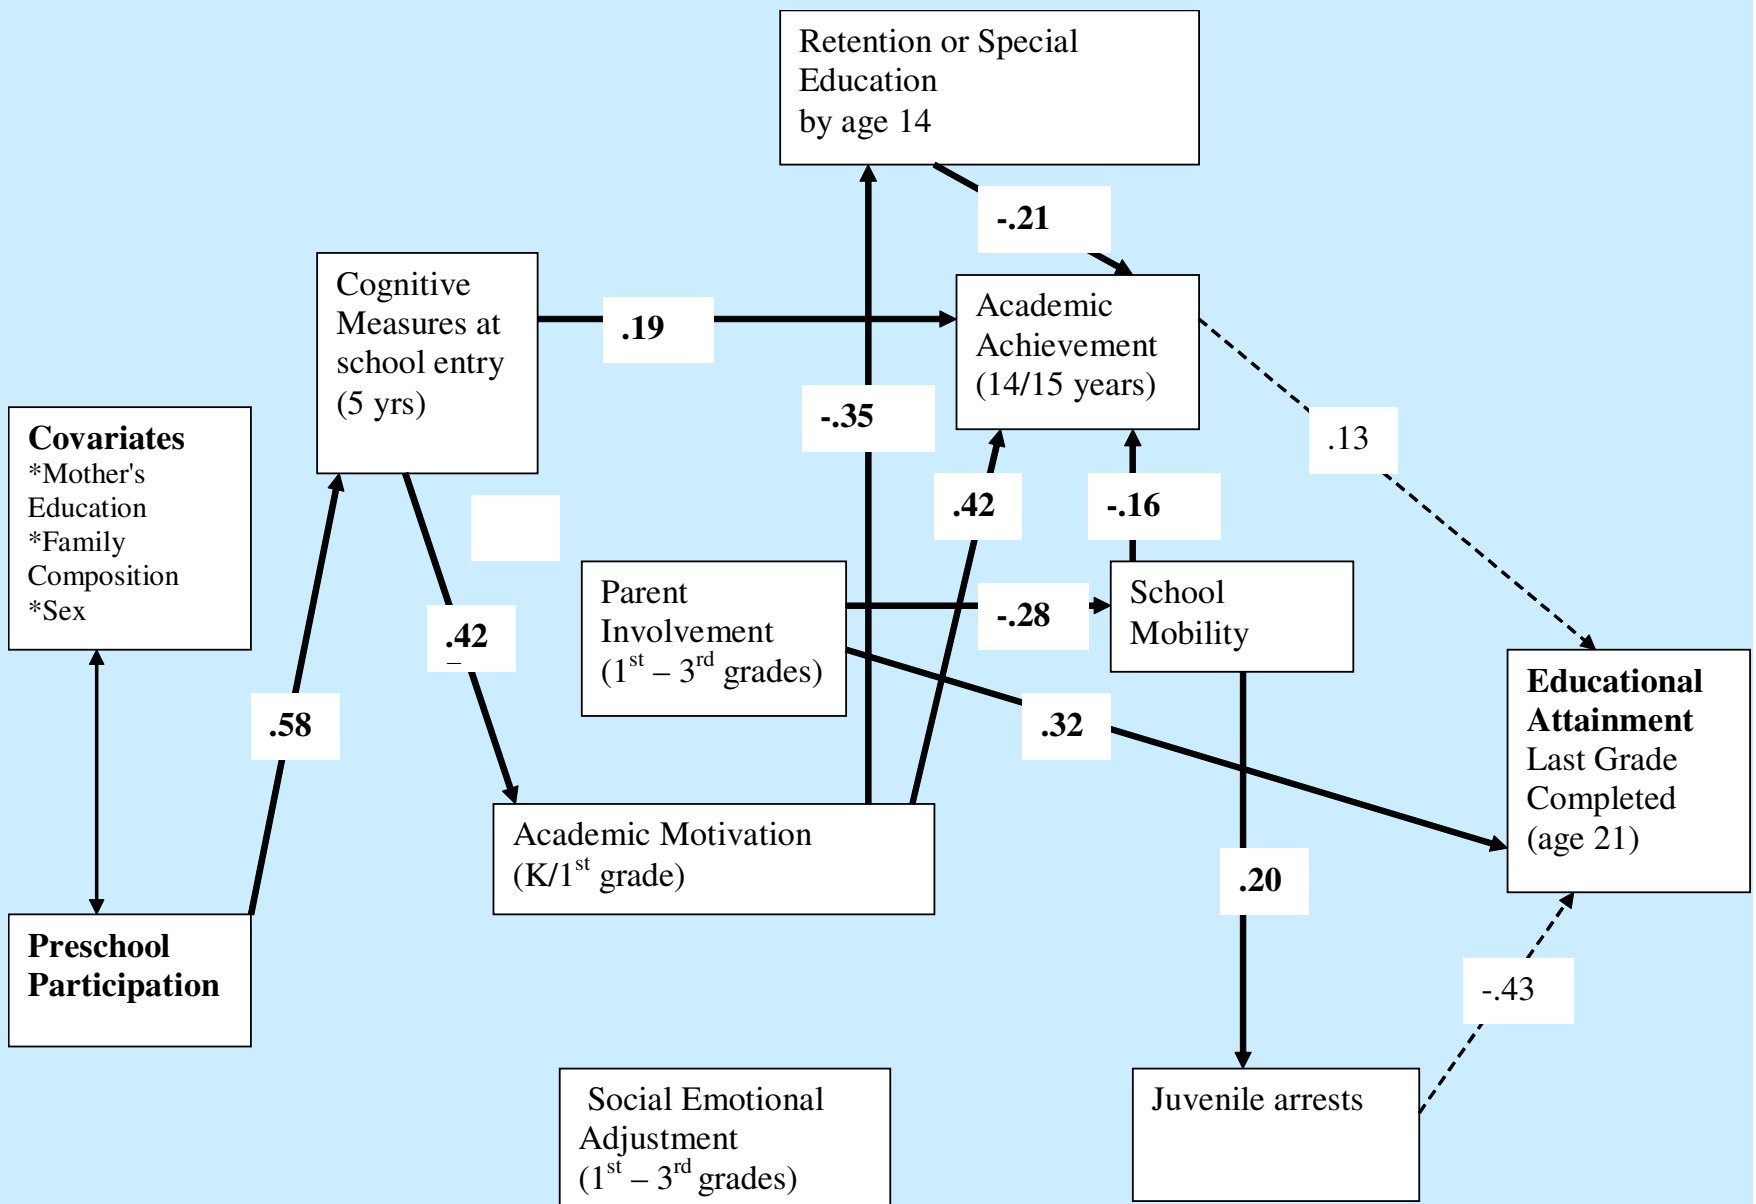 Retention or Special
Education
by age 14
-.21
Cognitive
Measures at
school entry
(5 yrs)
.19
Academic
Achievement
(14/15 years)
-.35
.13
Covariates
*Mother's
Education
*Family
Composition
*Sex
.42
-.16
Parent
Involvement
(1st – 3rd grades)
-.28
School
Mobility
.42
.58
.32
Educational
Attainment
Last Grade
Completed
(age 21)
Academic Motivation
(K/1st grade)
.20
Preschool
Participation
-.43
Social Emotional
Adjustment
(1st – 3rd grades)
Juvenile arrests